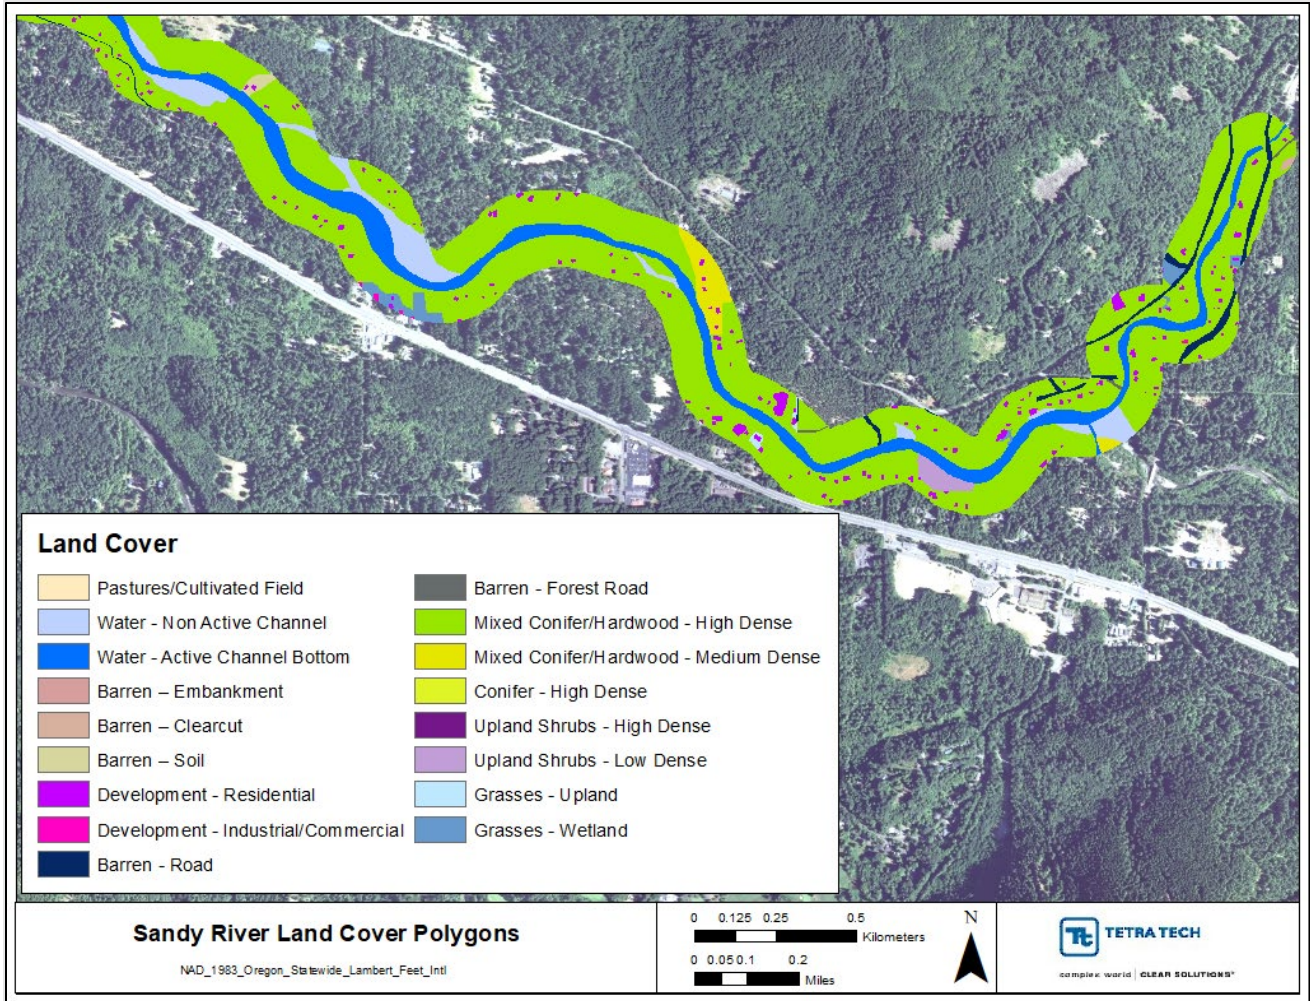 Land Cover
Pastures/Cultivated Field
Water - Non Active Channel
Water - Active Channel Bottom
Barren – Embankment
Barren – Clearcut
Barren – Soil
Development - Residential
Development - Industrial/Commercial
Barren - Road
Barren - Forest Road
Mixed Conifer/Hardwood - High Dense
Mixed Conifer/Hardwood - Medium Dense
Conifer - High Dense
Upland Shrubs - High Dense
Upland Shrubs - Low Dense
Grasses - Upland
Grasses - Wetland
Sandy River Land Cover Polygons
NAD_1983_Oregon_Statewide_Lambert_Feet_Intl
0 0.125 0.25 0.5
Kilometers
0 0.05 0.1 0.2
Miles
N
Tt TETRA TECH
complex world | CLEAR SOLUTIONS™